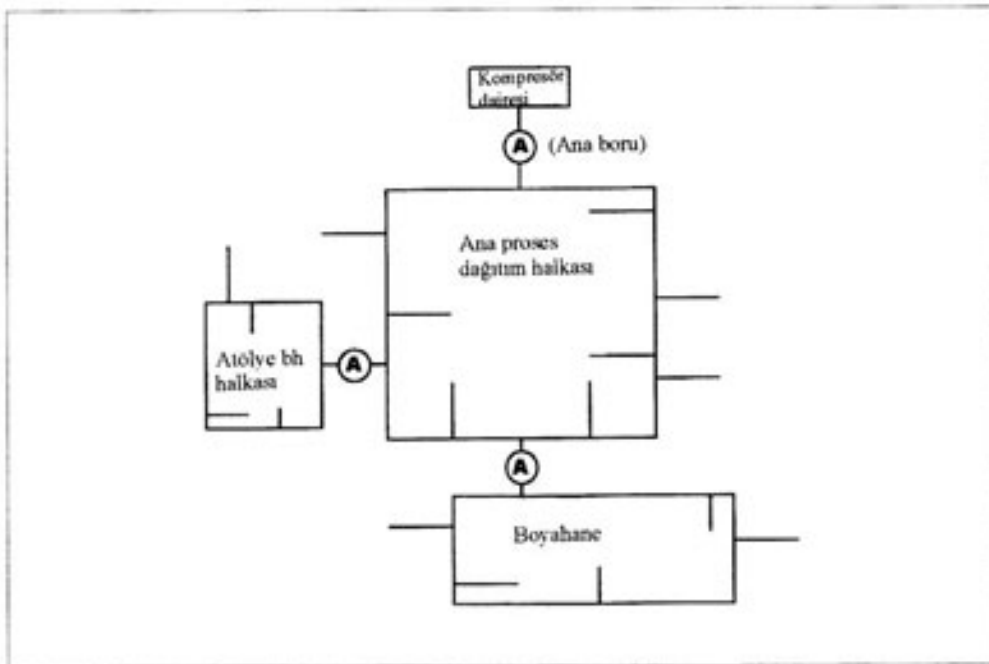 Kompresör
dairesi
A (Ana boru)
Ana proses
dağıtım halkası
Atölye bh
halkası
A
A
Boyahane